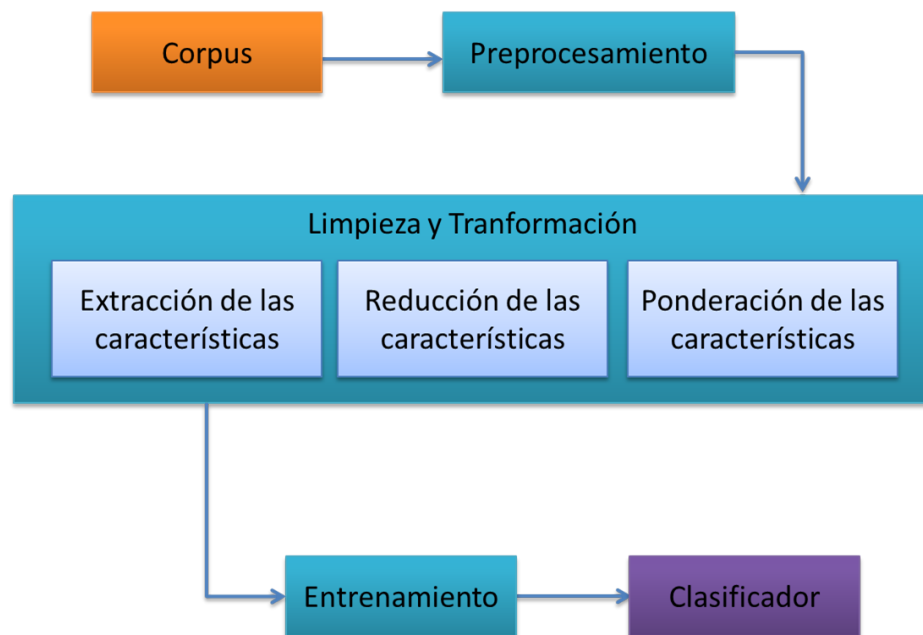 Corpus
Preprocesamiento
Limpieza y Tranformación
Extracción de las
características
Reducción de las
características
Ponderación de las
características
Entrenamiento
Clasificador